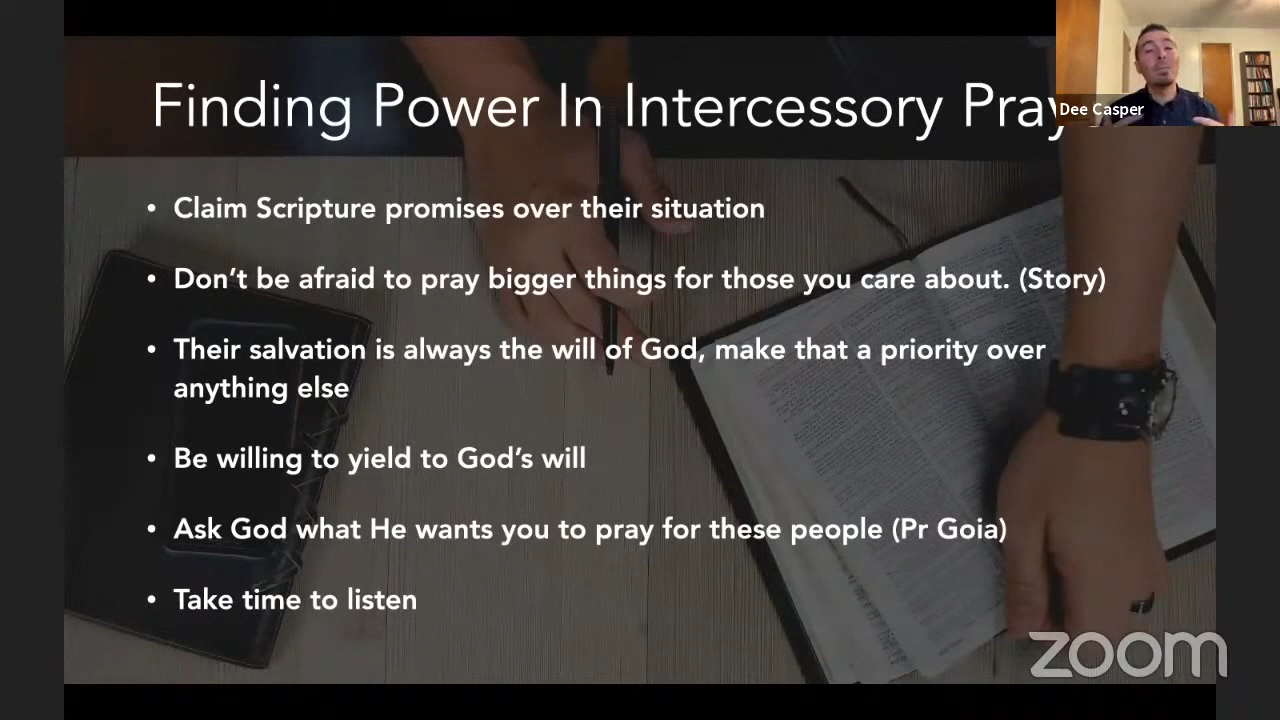 Finding Power In Intercessory Pray
Dee Casper
• Claim Scripture promises over their situation
• Don't be afraid to pray bigger things for those you care about. (Story)
• Their salvation is always the will of God, make that a priority over
anything else
• Be willing to yield to God's will
• Ask God what He wants you to pray for these people (Pr Goia)
• Take time to listen
zoom